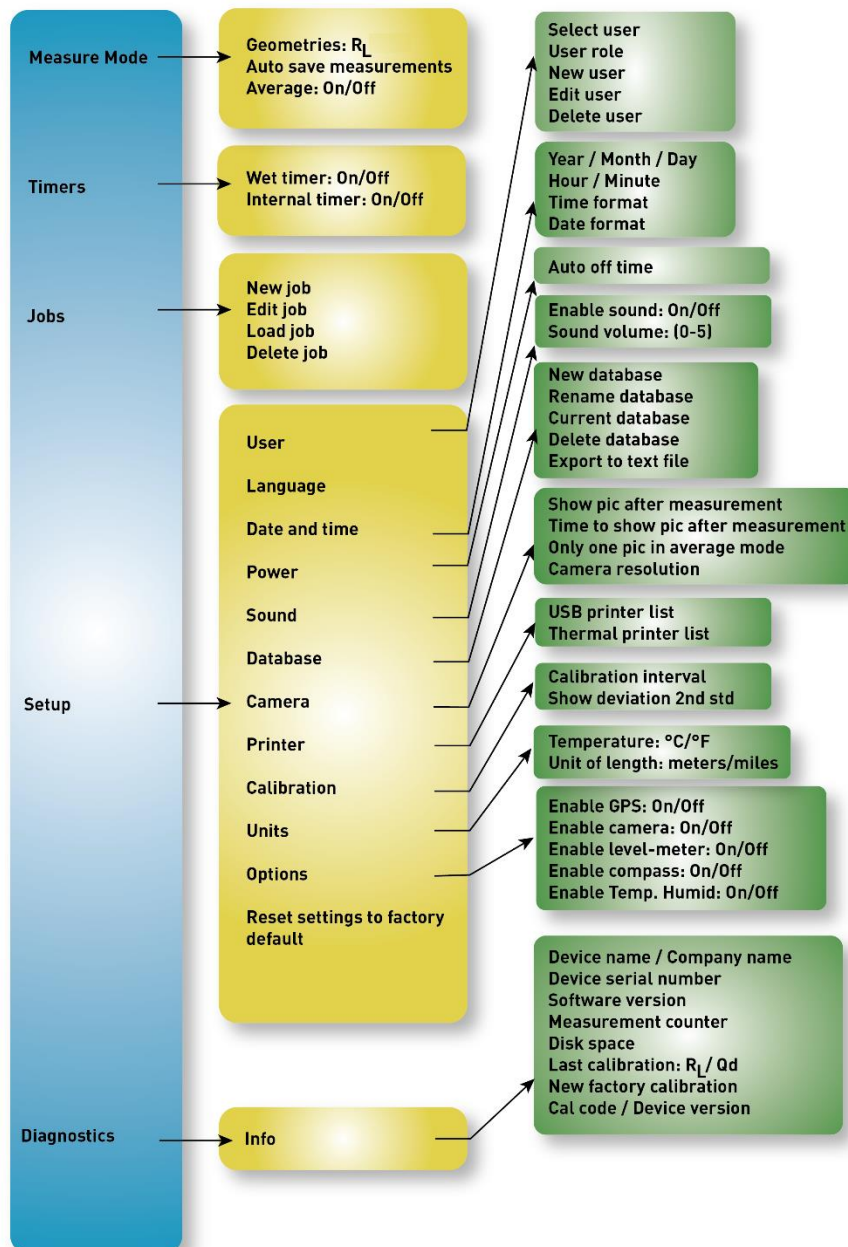 Measure Mode
Geometries: RL
Auto save measurements
Average: On/Off
Timers
Wet timer: On/Off
Internal timer: On/Off
Jobs
New job
Edit job
Load job
Delete job
Setup
User
Language
Date and time
Power
Sound
Database
Camera
Printer
Calibration
Units
Options
Reset settings to factory
default
Select user
User role
New user
Edit user
Delete user
Year / Month / Day
Hour / Minute
Time format
Date format
Auto off time
Enable sound: On/Off
Sound volume: (0-5)
New database
Rename database
Current database
Delete database
Export to text file
Show pic after measurement
Time to show pic after measurement
Only one pic in average mode
Camera resolution
USB printer list
Thermal printer list
Calibration interval
Show deviation 2nd std
Temperature: °C/°F
Unit of length: meters/miles
Enable GPS: On/Off
Enable camera: On/Off
Enable level-meter: On/Off
Enable compass: On/Off
Enable Temp. Humid: On/Off
Diagnostics
Info
Device name / Company name
Device serial number
Software version
Measurement counter
Disk space
Last calibration: RL/ Qd
New factory calibration
Cal code / Device version